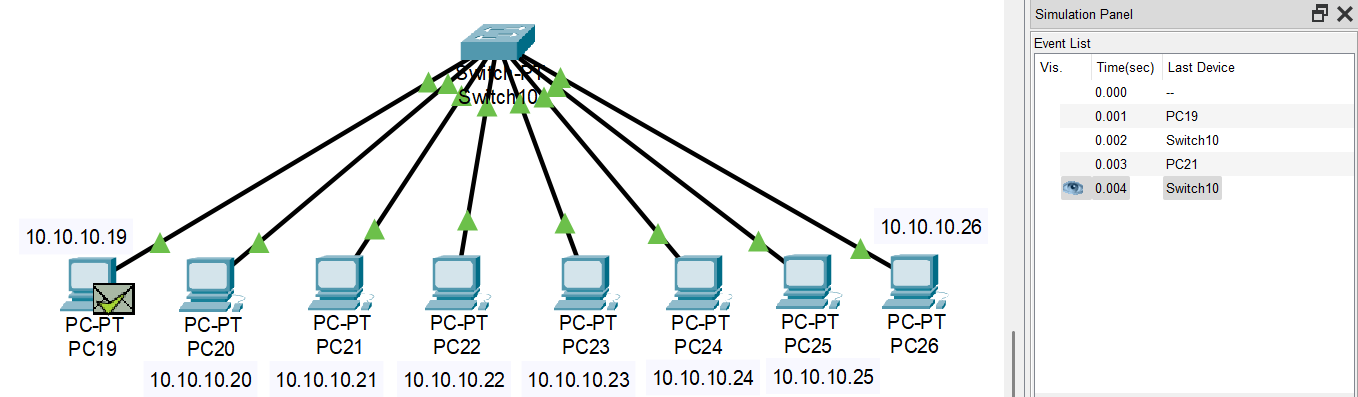 Simulation Panel
Event List
Vis. Time(sec) Last Device
0.000 --
0.001 PC19
0.002 Switch10
0.003 PC21
0.004 Switch10
Switch-PT
Switch10
10.10.10.19
10.10.10.26
PC-PT PC-PT PC-PT PC-PT PC-PT PC-PT PC-PT PC-PT
PC19 PC20 PC21 PC22 PC23 PC24 PC25 PC26
10.10.10.20 10.10.10.21 10.10.10.22 10.10.10.23 10.10.10.24 10.10.10.25